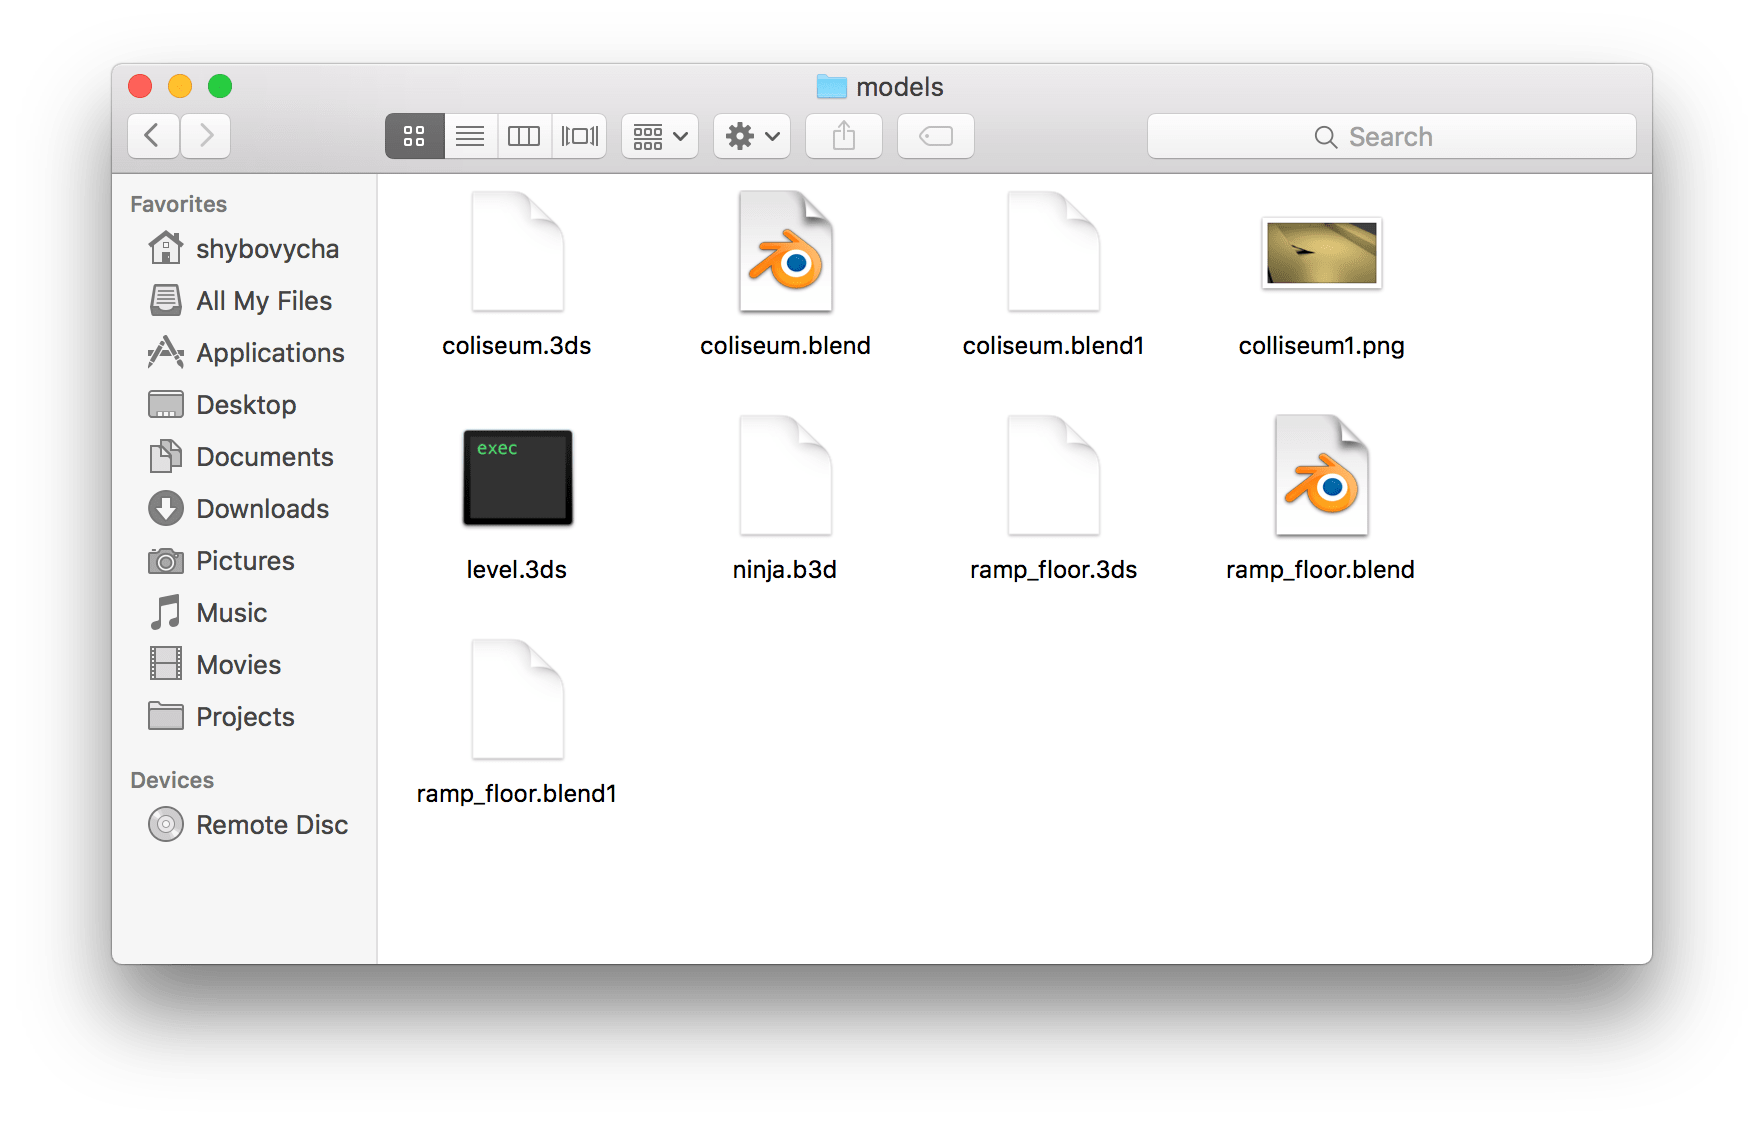 models
Search
Favorites
shybovycha
All My Files
Applications
Desktop
Documents
Downloads
Pictures
Music
Movies
Projects
Devices
Remote Disc
coliseum.3ds
coliseum.blend
coliseum.blend1
colliseum1.png
exec
level.3ds
ninja.b3d
ramp_floor.3ds
ramp_floor.blend
ramp_floor.blend1